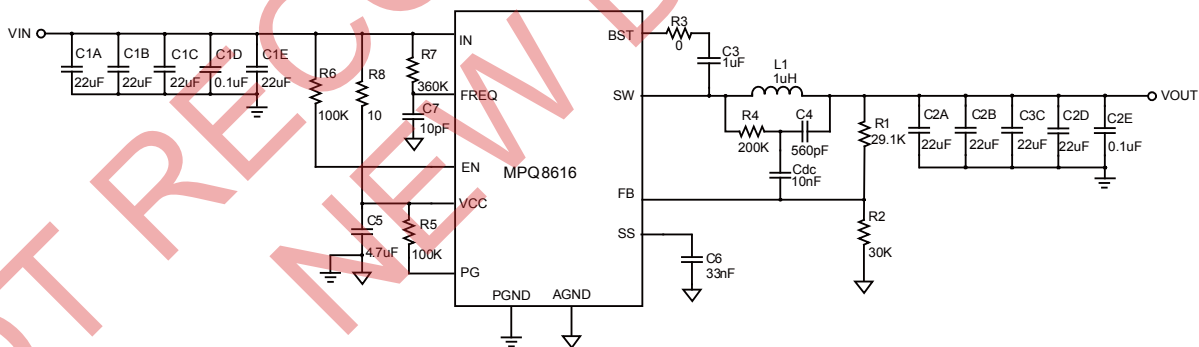 VIN
C1A
22uF
C1B
22uF
C1C
22uF
C1D
0.1uF
C1E
22uF
R6
100K
R8
10
R7
360K
C7
10pF
C5
4.7uF
R5
100K
IN
FREQ
EN
VCC
PG
MPQ8616
PGND
AGND
BST
SW
FB
SS
R3
0
C3
1uF
L1
1uH
R4
200K
C4
560pF
Cdc
10nF
R1
29.1K
R2
30K
C6
33nF
C2A
22uF
C2B
22uF
C3C
22uF
C2D
22uF
C2E
0.1uF
VOUT